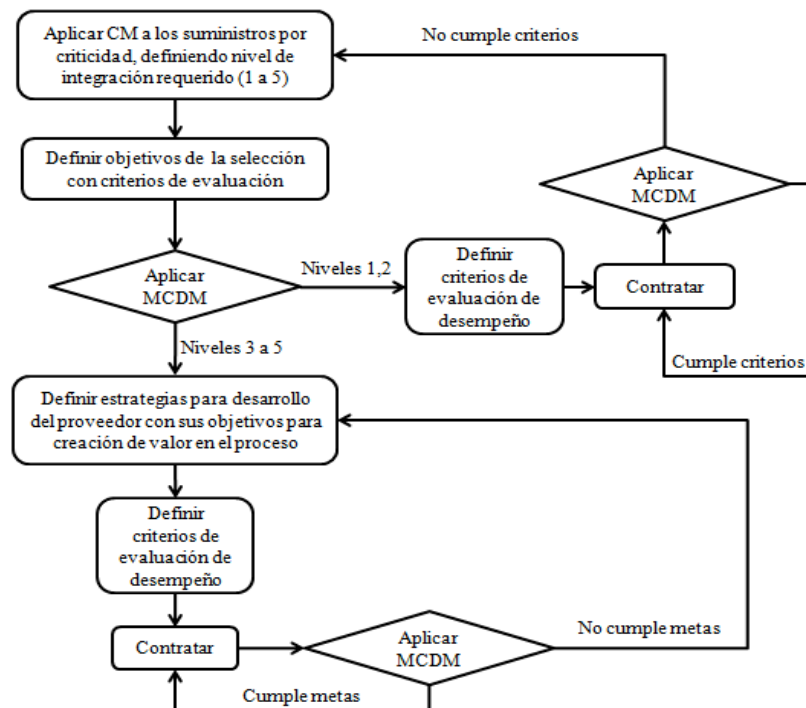 Aplicar CM a los suministros por
criticidad, definiendo nivel de
integración requerido (1 a 5)
No cumple criterios
Definir objetivos de la selección
con criterios de evaluación
Aplicar
MCDM
Aplicar
MCDM
Niveles 1,2
Definir
criterios de
evaluación de
desempeño
Contratar
Niveles 3 a 5
Cumple criterios
Definir estrategias para desarrollo
del proveedor con sus objetivos para
creación de valor en el proceso
Definir
criterios de
evaluación de
desempeño
Contratar
Aplicar
MCDM
No cumple metas
Cumple metas